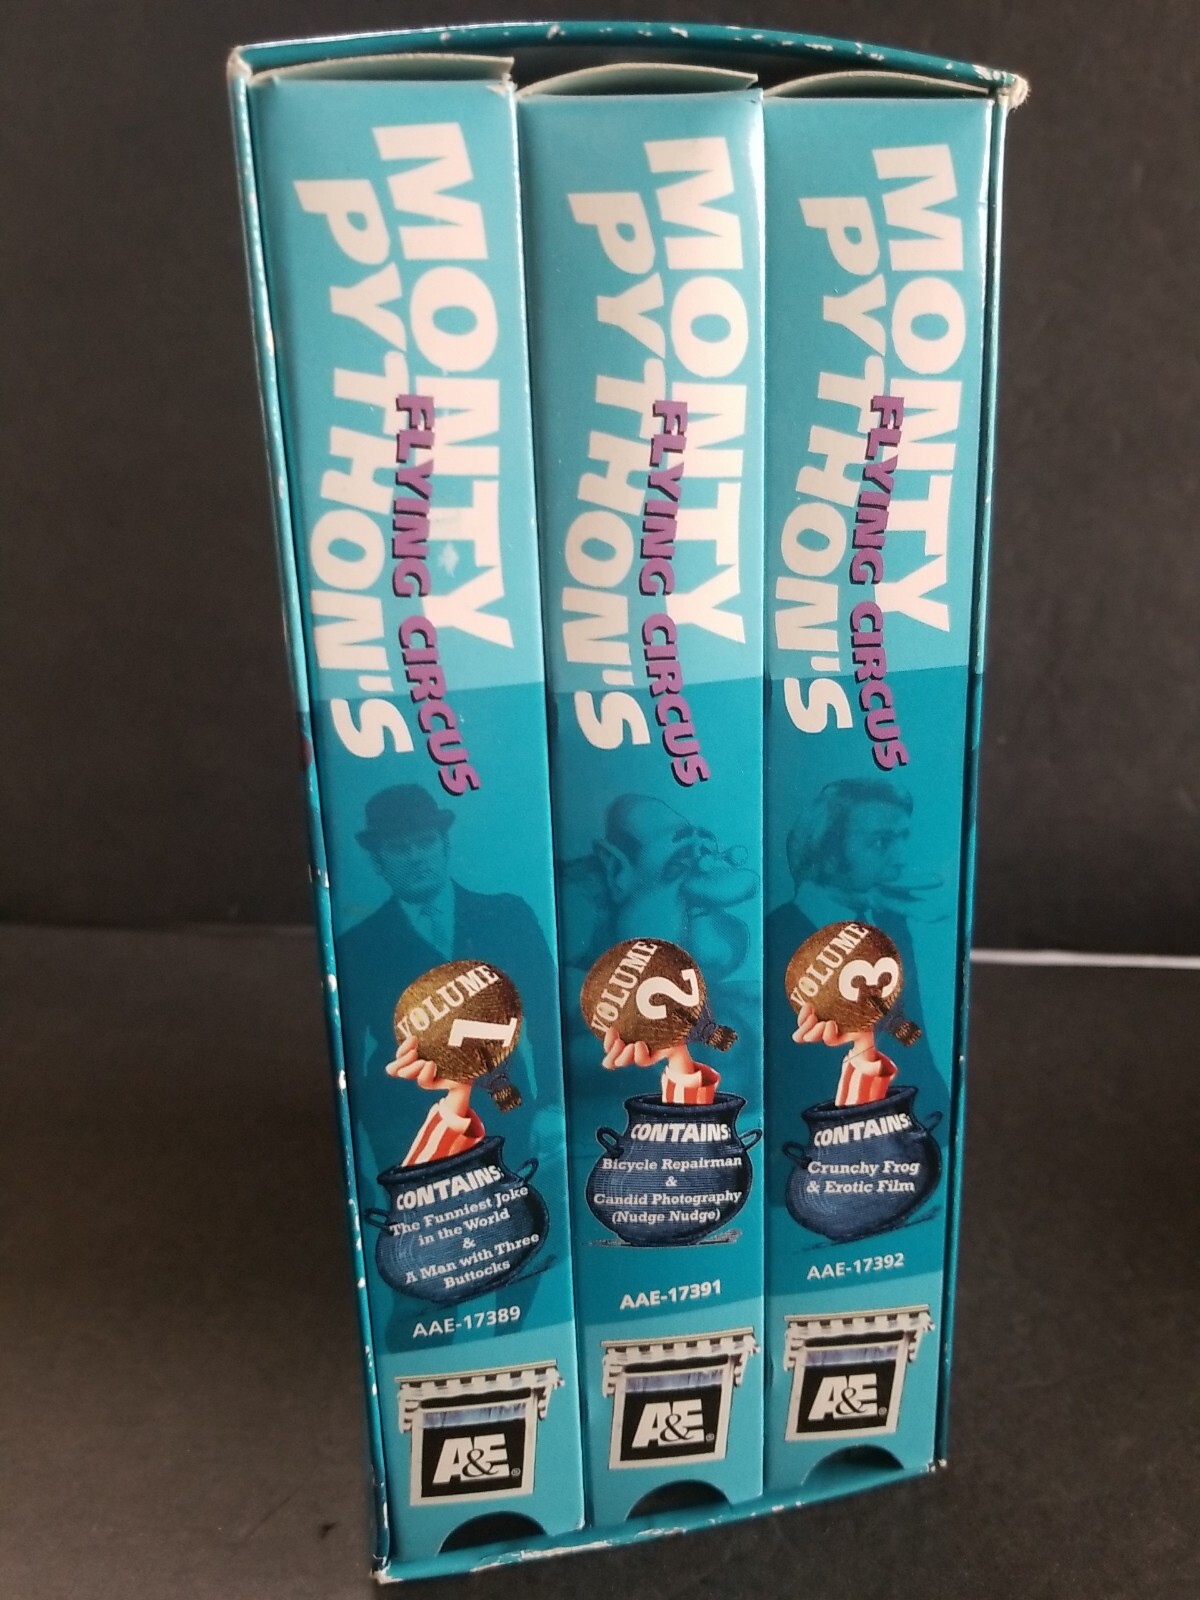 MONTY
PYTHON'S
FLYING CIRCUS
VOLUME
1
CONTAINS:
The Funniest Joke
in the World
&
A Man with Three
Buttocks
AAE-17389
A&E®
MONTY
PYTHON'S
FLYING CIRCUS
VOLUME
2
CONTAINS:
Bicycle Repairman
&
Candid Photography
(Nudge Nudge)
AAE-17391
A&E®
MONTY
PYTHON'S
FLYING CIRCUS
VOLUME
3
CONTAINS:
Crunchy Frog
& Erotic Film
AAE-17392
A&E®